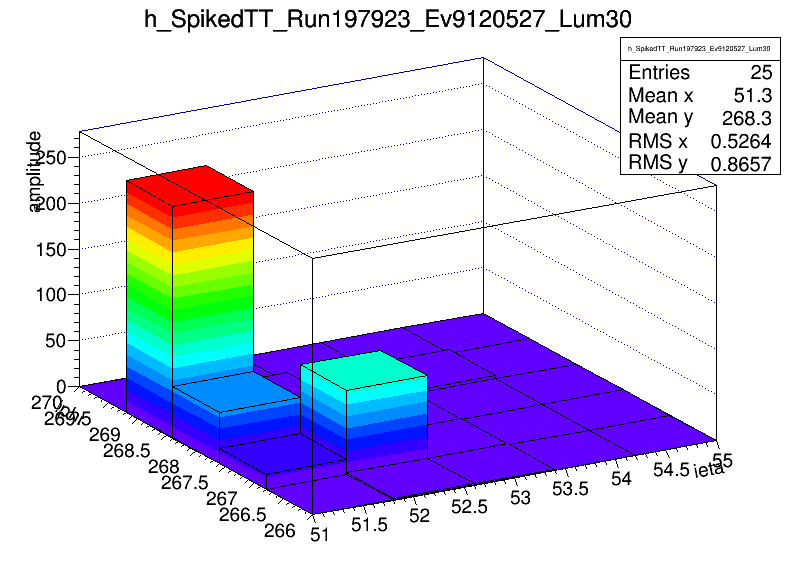 h_SpikedTT_Run197923_Ev9120527_Lum30
h_SpikedTT_Run197923_Ev9120527_Lum30
Entries 25
Mean x 51.3
Mean y 268.3
RMS x 0.5264
RMS y 0.8657
amplitude
250
200
150
100
50
0
270
269.5
269
268.5
268
267.5
267
266.5
266
51
51.5
52
52.5
53
53.5
54
54.5
55
ieta